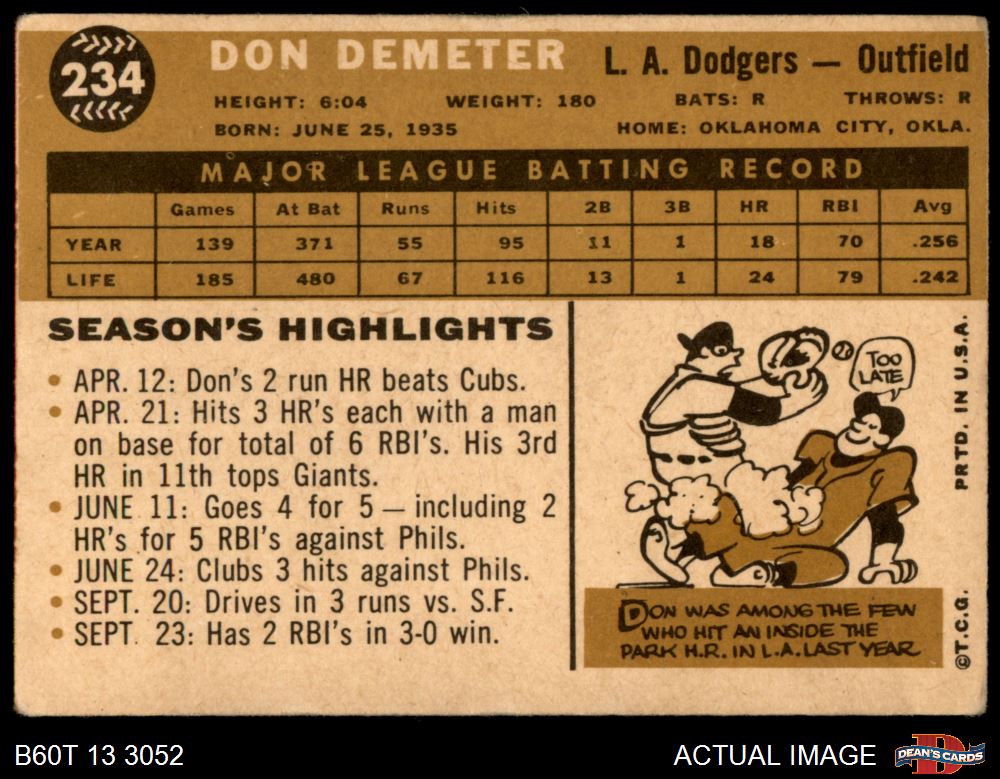 234
DON DEMETER
L. A. Dodgers — Outfield
HEIGHT: 6:04 WEIGHT: 180 BATS: R THROWS: R
BORN: JUNE 25, 1935 HOME: OKLAHOMA CITY, OKLA.
MAJOR LEAGUE BATTING RECORD
Games At Bat Runs Hits 2B 3B HR RBI Avg
YEAR 139 371 55 95 11 1 18 70 .256
LIFE 185 480 67 116 13 1 24 79 .242
SEASON'S HIGHLIGHTS
• APR. 12: Don's 2 run HR beats Cubs.
• APR. 21: Hits 3 HR's each with a man
on base for total of 6 RBI's. His 3rd
HR in 11th tops Giants.
• JUNE 11: Goes 4 for 5 — including 2
HR's for 5 RBI's against Phils.
• JUNE 24: Clubs 3 hits against Phils.
• SEPT. 20: Drives in 3 runs vs. S.F.
• SEPT. 23: Has 2 RBI's in 3-0 win.
TOO
LATE
DON WAS AMONG THE FEW
WHO HIT AN INSIDE THE
PARK H.R. IN L.A. LAST YEAR
PRTD. IN U.S.A.
©T.C.G.
B60T 13 3052
ACTUAL IMAGE
DEAN'S CARDS